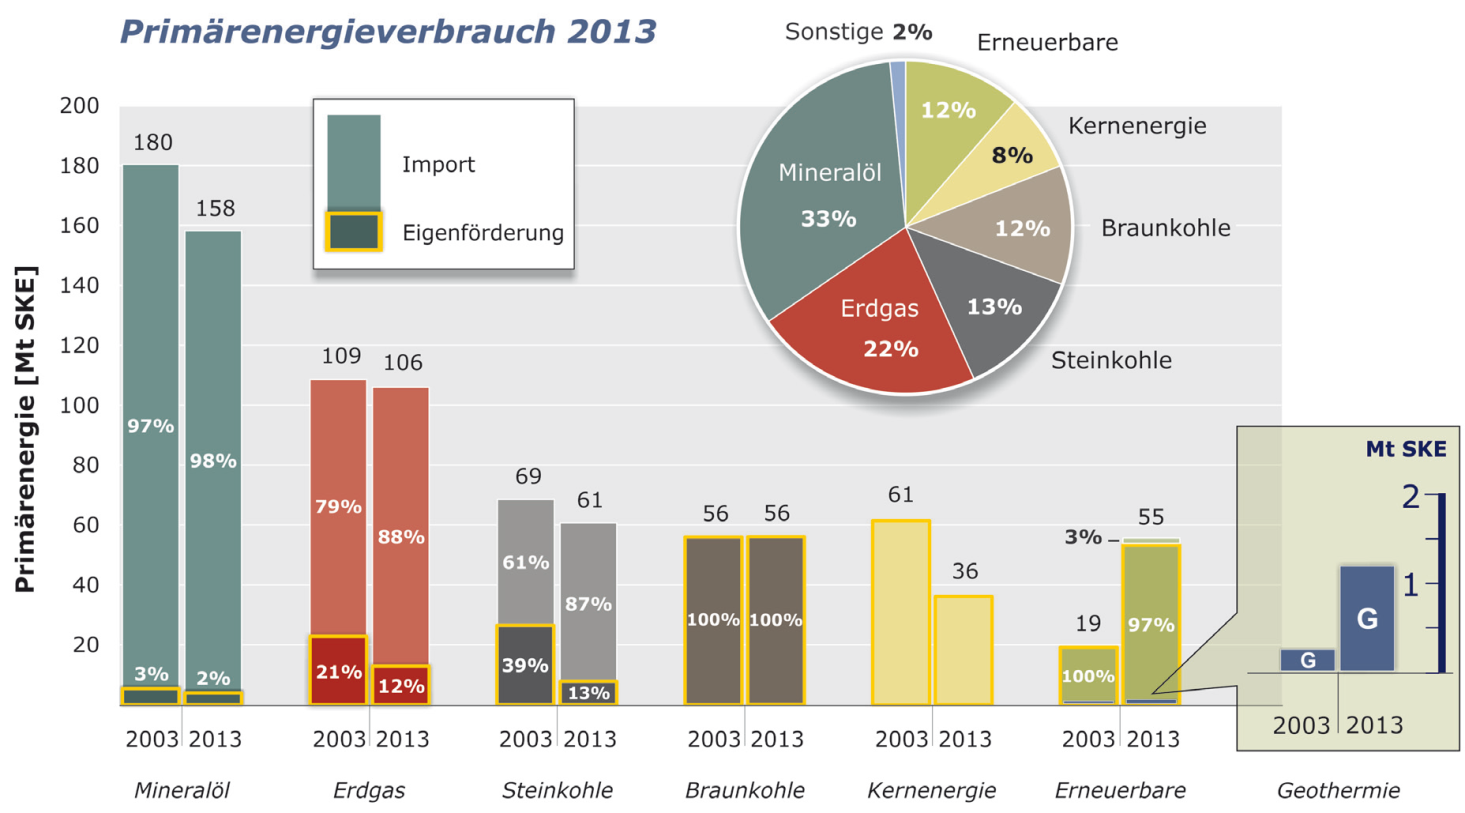 Primärenergieverbrauch 2013
Sonstige 2%
Erneuerbare
12%
Kernenergie
8%
Mineralöl
33%
Braunkohle
12%
Erdgas
22%
13%
Steinkohle
Import
Eigenförderung
Primärenergie [Mt SKE]
200
180
160
140
120
100
80
60
40
20
180
158
97%
98%
3%
2%
109
106
79%
88%
21%
12%
69
61
61%
87%
39%
13%
56
56
100%
100%
61
36
19
55
3%
97%
100%
Mt SKE
2
1
G
G
2003 2013
2003 2013
2003 2013
2003 2013
2003 2013
2003 2013
2003 2013
Mineralöl
Erdgas
Steinkohle
Braunkohle
Kernenergie
Erneuerbare
Geothermie